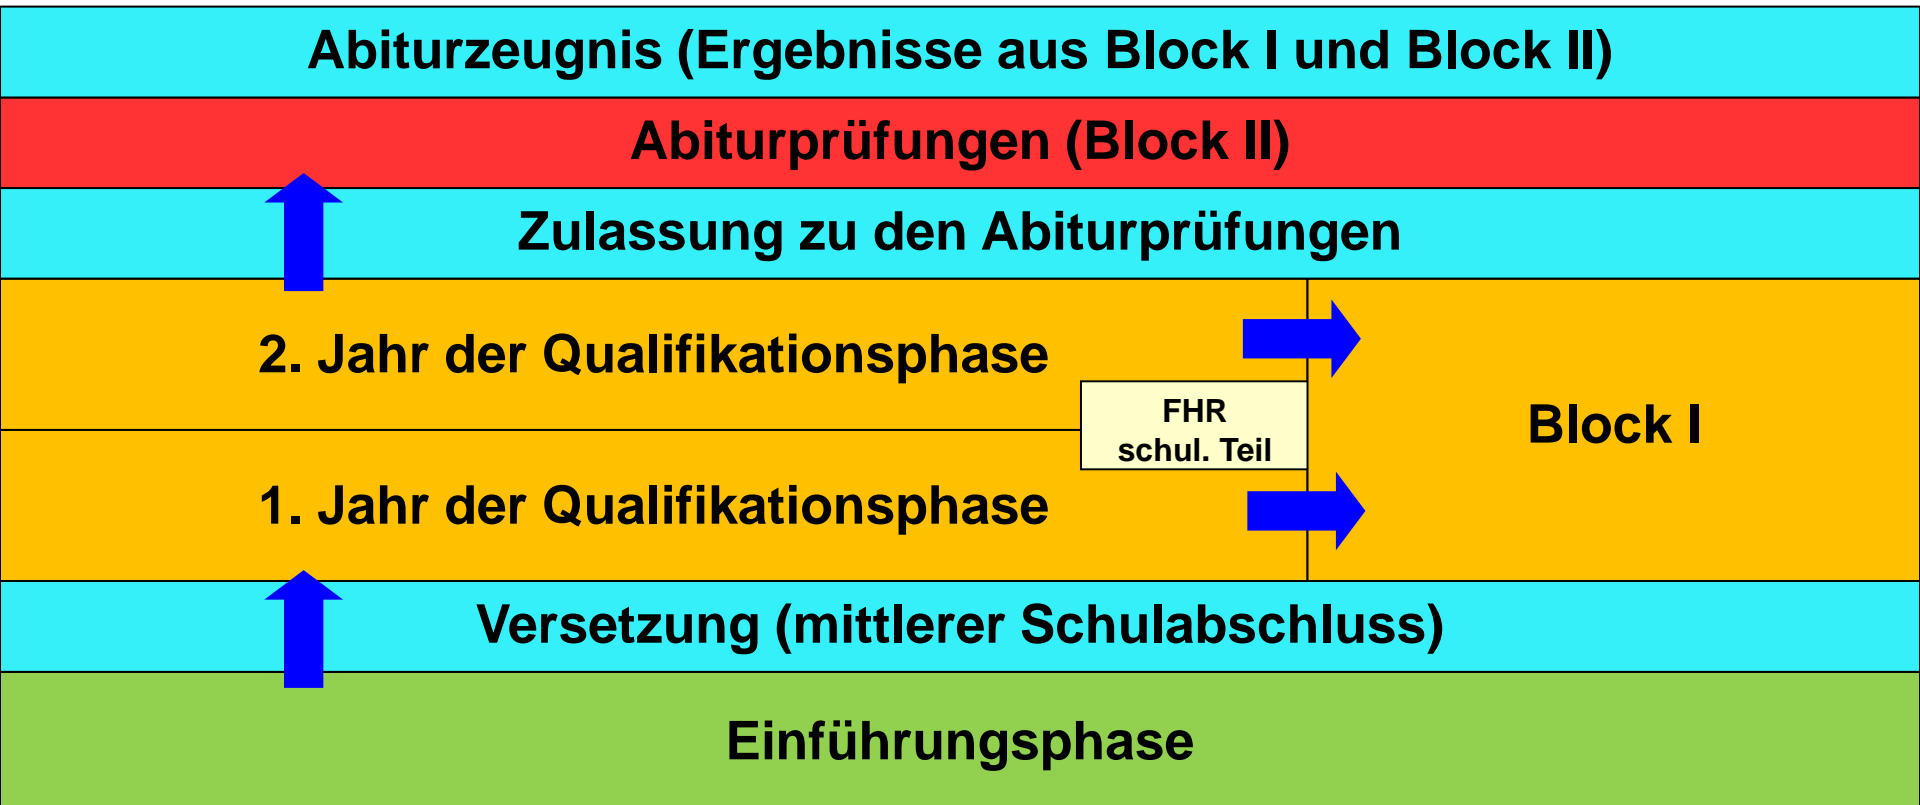 Abiturzeugnis (Ergebnisse aus Block I und Block II)
Abiturprüfungen (Block II)
Zulassung zu den Abiturprüfungen
2. Jahr der Qualifikationsphase
FHR
schul. Teil
Block I
1. Jahr der Qualifikationsphase
Versetzung (mittlerer Schulabschluss)
Einführungsphase